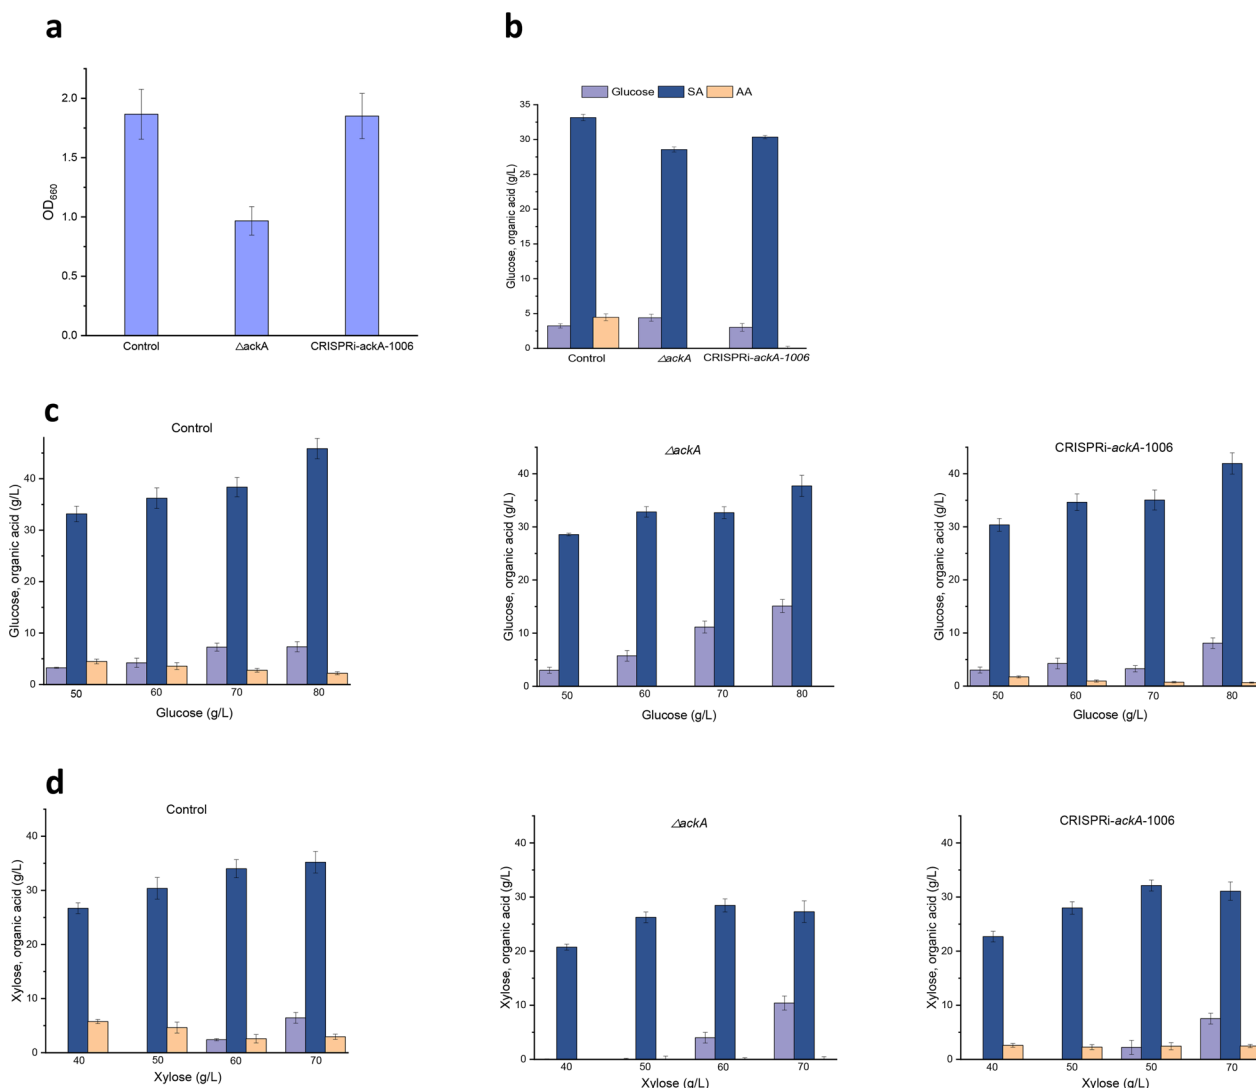 a
b
2.0
1.5
1.0
0.5
0.0
OD660
Control
△ackA
CRISPRi-ackA-1006
Glucose SA AA
35
30
25
20
15
10
5
0
Glucose, organic acid (g/L)
Control
△ackA
CRISPRi-ackA-1006
c
Control
40
30
20
10
0
Glucose, organic acid (g/L)
50 60 70 80
Glucose (g/L)
△ackA
40
30
20
10
0
Glucose, organic acid (g/L)
50 60 70 80
Glucose (g/L)
CRISPRi-ackA-1006
40
30
20
10
0
Glucose, organic acid (g/L)
50 60 70 80
Glucose (g/L)
d
Control
40
30
20
10
0
Xylose, organic acid (g/L)
40 50 60 70
Xylose (g/L)
△ackA
40
30
20
10
0
Xylose, organic acid (g/L)
40 50 60 70
Xylose (g/L)
CRISPRi-ackA-1006
40
30
20
10
0
Xylose, organic acid (g/L)
40 50 50 70
Xylose (g/L)